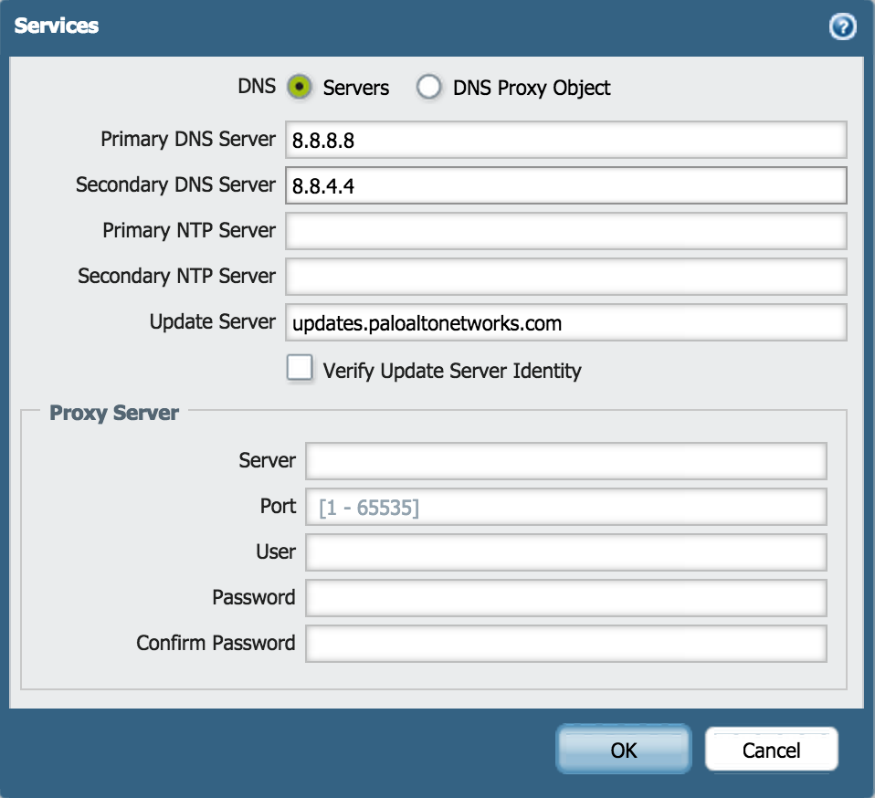 Services
?
DNS Servers DNS Proxy Object
Primary DNS Server 8.8.8.8
Secondary DNS Server 8.8.4.4
Primary NTP Server
Secondary NTP Server
Update Server updates.paloaltonetworks.com
Verify Update Server Identity
Proxy Server
Server
Port [1 - 65535]
User
Password
Confirm Password
OK Cancel